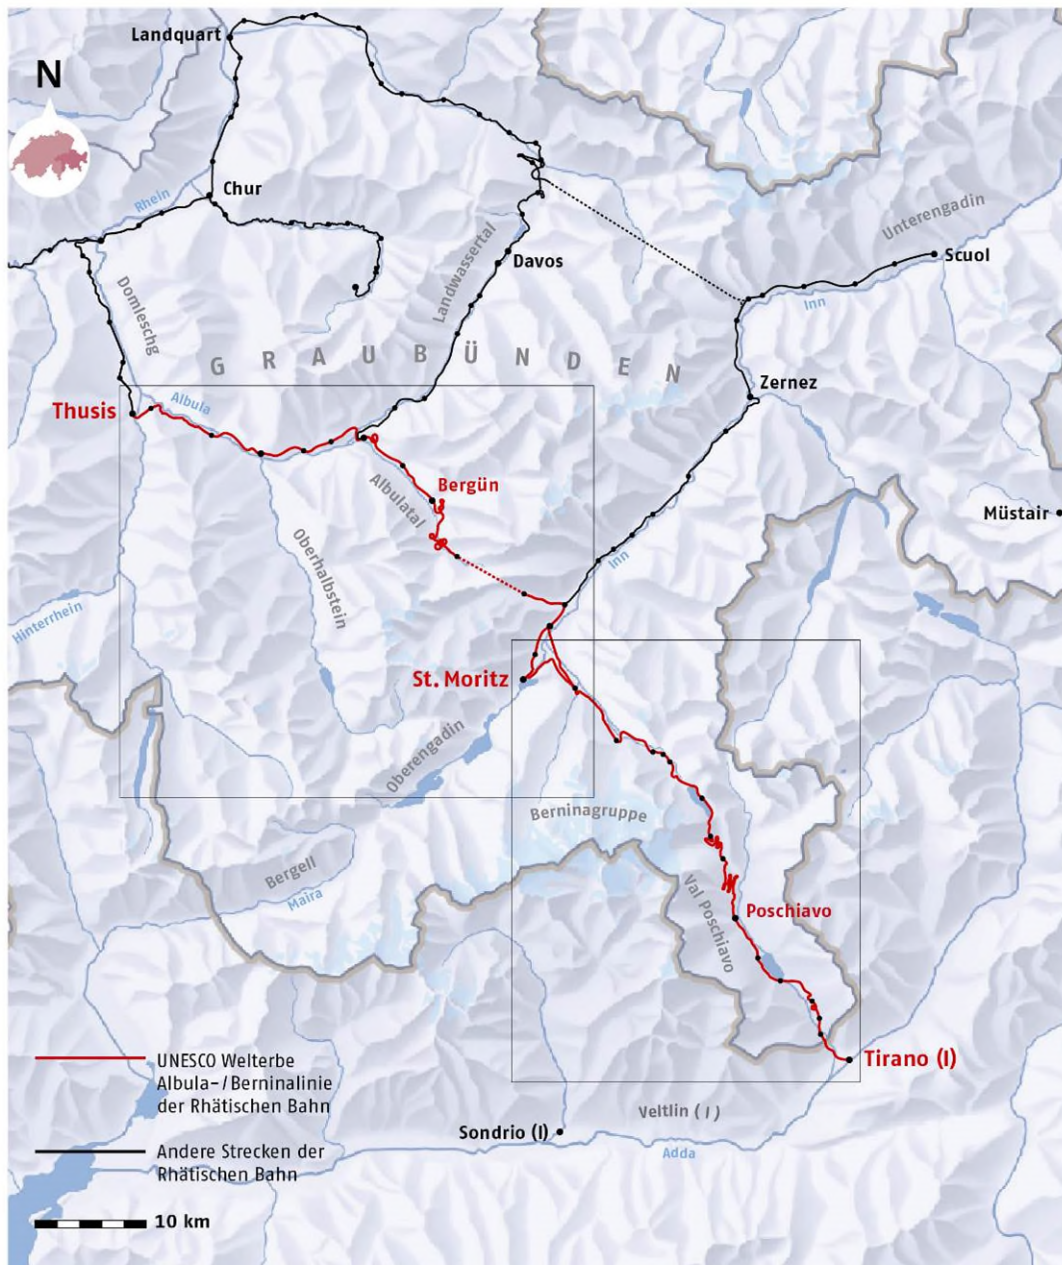 Landquart
N
Chur
Rhein
Unterengadin
Landwassertal
Davos
Scuol
Inn
Domleschg
GRAUBÜNDEN
Zernez
Thusis
Albula
Bergün
Albulatal
Müstair
Oberhalbstein
Inn
Hinterrhein
St. Moritz
Oberengadin
Berninagruppe
Bergell
Maira
Val Poschiavo
Poschiavo
UNESCO Welterbe
Albula-/Berninalinie
der Rhätischen Bahn
Tirano (I)
Veltlin (I)
Sondrio (I)
Adda
Andere Strecken der
Rhätischen Bahn
10 km